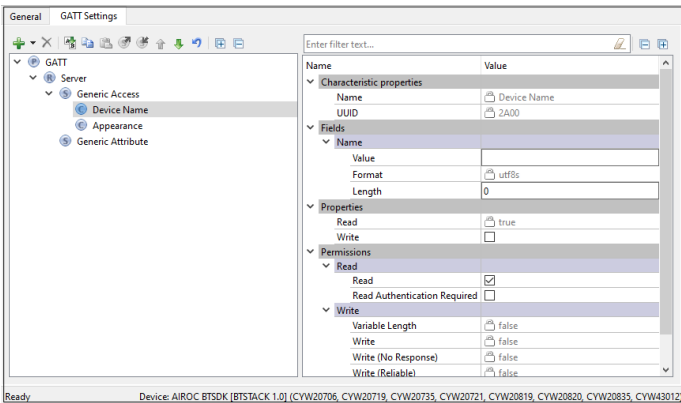 General GATT Settings
Enter filter text...
GATT
Server
Generic Access
Device Name
Appearance
Generic Attribute
Name Value
Characteristic properties
Name Device Name
UUID 2A00
Fields
Name
Value
Format utf8s
Length 0
Properties
Read true
Write
Permissions
Read
Read
Read Authentication Required
Write
Variable Length false
Write false
Write (No Response) false
Write (Reliable) false
Ready Device: AIROC BTSDK [BTSTACK 1.0] (CYW20706, CYW20719, CYW20735, CYW20721, CYW20819, CYW20820, CYW20835, CYW43012)